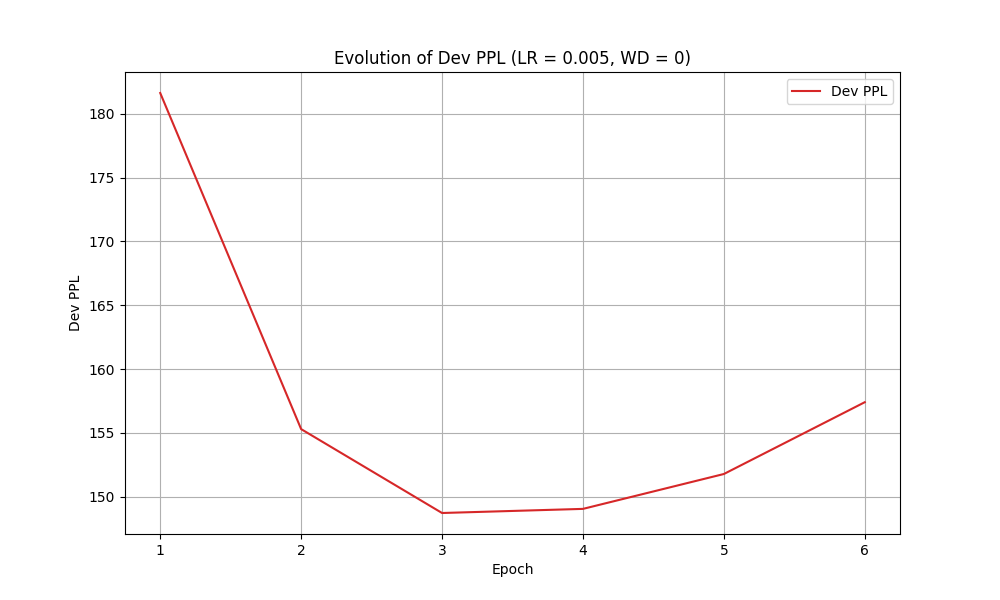 Evolution of Dev PPL (LR = 0.005, WD = 0)
Dev PPL
180
175
170
165
160
155
150
Dev PPL
1 2 3 4 5 6
Epoch